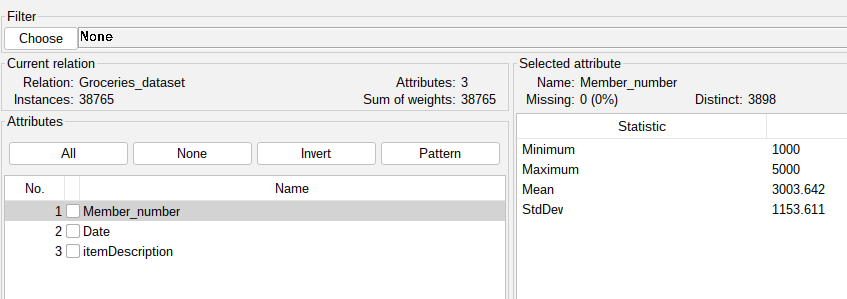 Filter
Choose None
Current relation
Relation: Groceries_dataset Attributes: 3
Instances: 38765 Sum of weights: 38765
Attributes
All None Invert Pattern
No. Name
1 Member_number
2 Date
3 itemDescription
Selected attribute
Name: Member_number
Missing: 0 (0%) Distinct: 3898
Statistic
Minimum 1000
Maximum 5000
Mean 3003.642
StdDev 1153.611